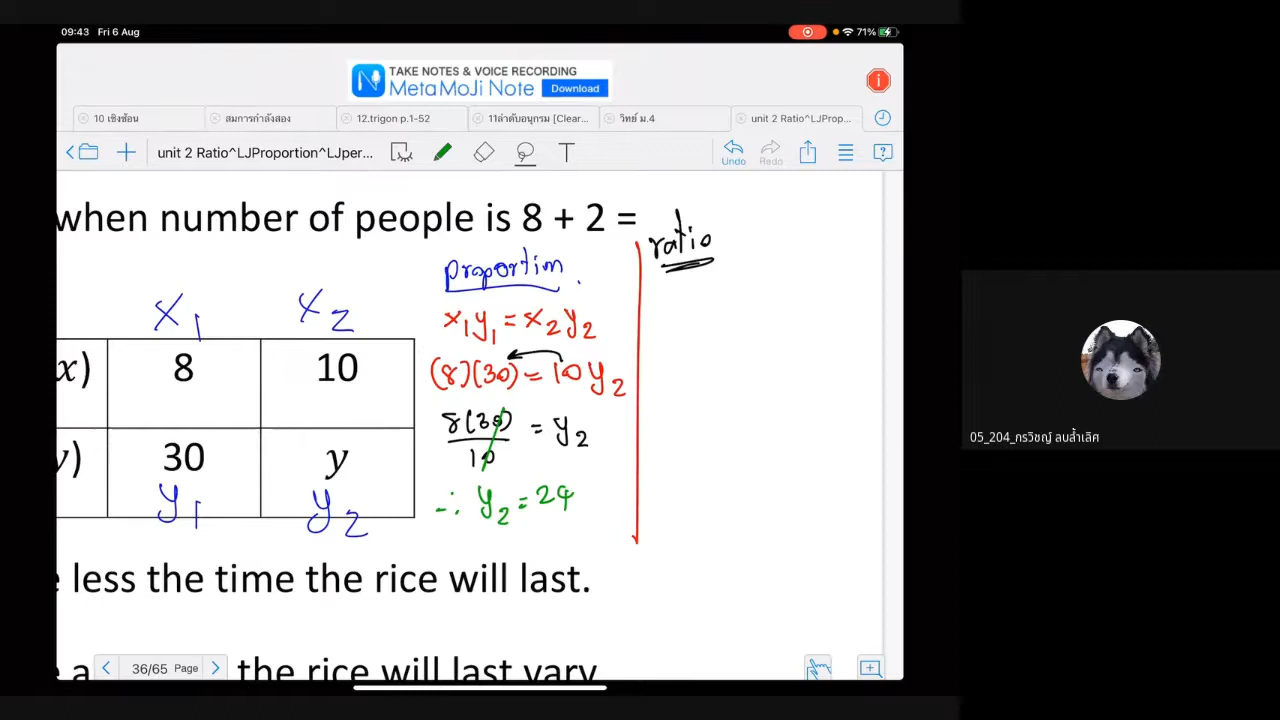 09:43 Fri 6 Aug
71%
TAKE NOTES & VOICE RECORDING
MetaMoJi Note Download
10 เชิงซ้อน
สมการกำลังสอง
12.trigon p.1-52
11ลำดับอนุกรม [Clear...
วิทย์ ม.4
unit 2 Ratio^LJProp...
unit 2 Ratio^LJProportion^LJper...
T
Undo
Redo
when number of people is 8 + 2 =
ratio
proportion.
x₁ x₂
x₁y₁ = x₂y₂
x) 8 10
(8)(30) = 10y₂
8(30)/10 = y₂
y) 30 y
y₁ y₂
∴ y₂ = 24
e less the time the rice will last.
e a
the rice will last vary
36/65 Page
05_204_กรวิชญ์ ลบล้ำเลิศ